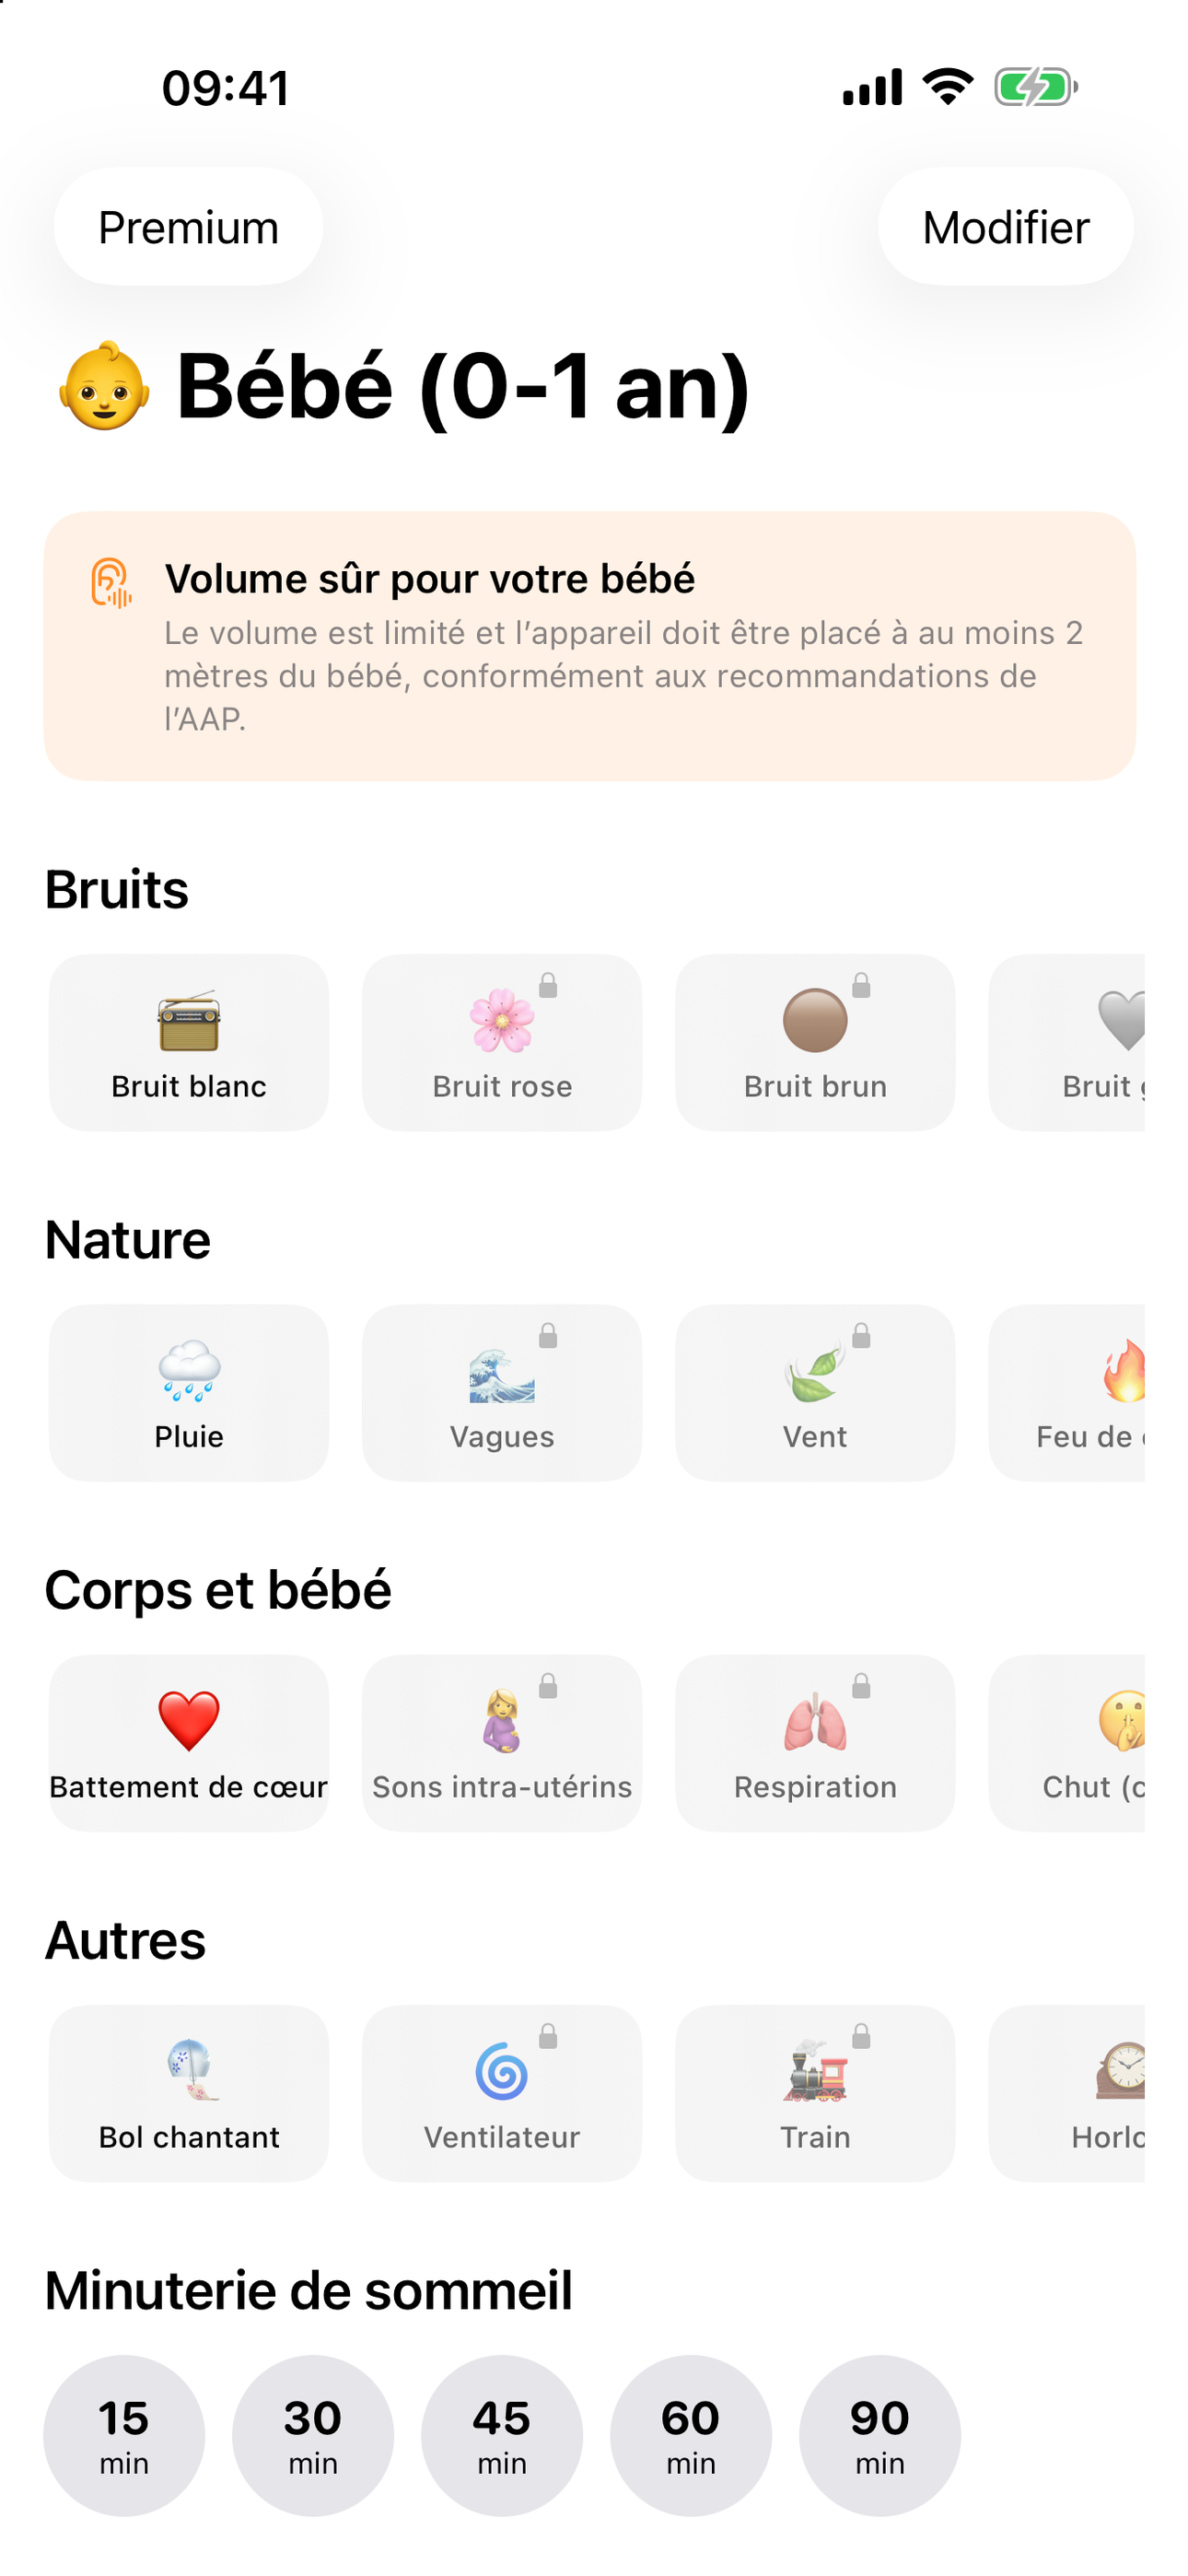 09:41
Premium
Modifier
Bébé (0-1 an)
Volume sûr pour votre bébé
Le volume est limité et l’appareil doit être placé à au moins 2
mètres du bébé, conformément aux recommandations de
l’AAP.
Bruits
Bruit blanc
Bruit rose
Bruit brun
Bruit
Nature
Pluie
Vagues
Vent
Feu de
Corps et bébé
Battement de cœur
Sons intra-utérins
Respiration
Chut (c
Autres
Bol chantant
Ventilateur
Train
Horlo
Minuterie de sommeil
15 min
30 min
45 min
60 min
90 min